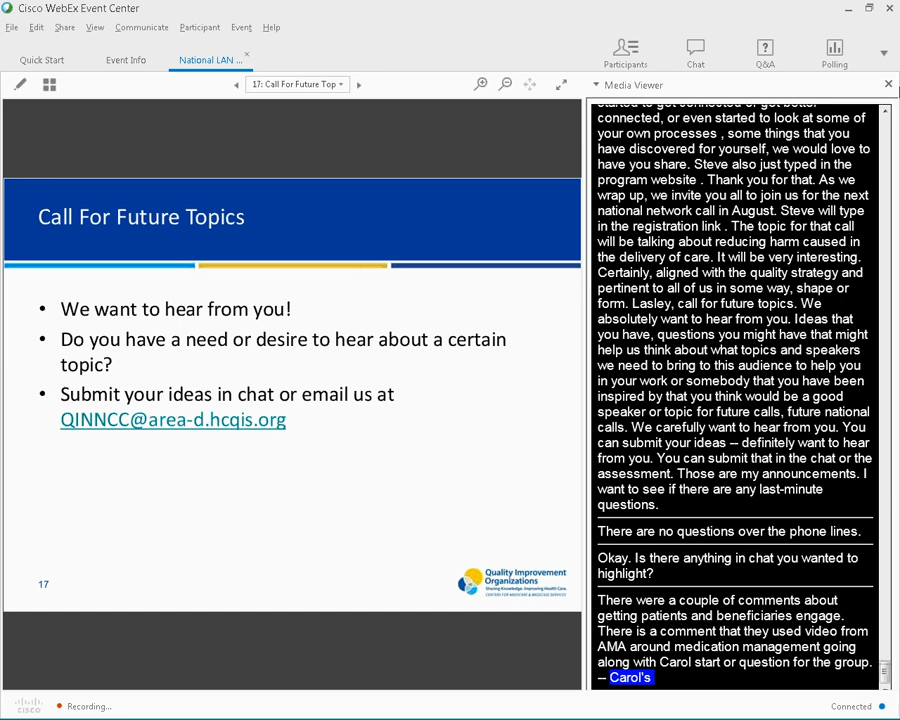 Cisco WebEx Event Center
File Edit Share View Communicate Participant Event Help
Quick Start Event Info National LAN ... × Participants Chat Q&A Polling
17: Call For Future Top
Media Viewer
Call For Future Topics
• We want to hear from you!
• Do you have a need or desire to hear about a certain
topic?
• Submit your ideas in chat or email us at
QINNCC@area-d.hcqis.org
17
Quality Improvement
Organizations
Sharing Knowledge. Improving Health Care.
CENTERS FOR MEDICARE & MEDICAID SERVICES
started to get connected or get better
connected, or even started to look at some of
your own processes , some things that you
have discovered for yourself, we would love to
have you share. Steve also just typed in the
program website . Thank you for that. As we
wrap up, we invite you all to join us for the next
national network call in August. Steve will type
in the registration link . The topic for that call
will be talking about reducing harm caused in
the delivery of care. It will be very interesting.
Certainly, aligned with the quality strategy and
pertinent to all of us in some way, shape or
form. Lasley, call for future topics. We
absolutely want to hear from you. Ideas that
you have, questions you might have that might
help us think about what topics and speakers
we need to bring to this audience to help you
in your work or somebody that you have been
inspired by that you think would be a good
speaker or topic for future calls, future national
calls. We carefully want to hear from you. You
can submit your ideas -- definitely want to hear
from you. You can submit that in the chat or the
assessment. Those are my announcements. I
want to see if there are any last-minute
questions.
There are no questions over the phone lines.
Okay. Is there anything in chat you wanted to
highlight?
There were a couple of comments about
getting patients and beneficiaries engage.
There is a comment that they used video from
AMA around medication management going
along with Carol start or question for the group.
-- Carol's
cisco
Recording...
Connected